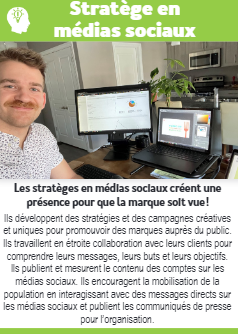 Stratège en
médias sociaux
Les stratèges en médias sociaux créent une
présence pour que la marque soit vue!
Ils développent des stratégies et des campagnes créatives
et uniques pour promouvoir des marques auprès du public.
Ils travaillent en étroite collaboration avec leurs clients pour
comprendre leurs messages, leurs buts et leurs objectifs.
Ils publient et mesurent le contenu des comptes sur les
médias sociaux. Ils encouragent la mobilisation de la
population en interagissant avec des messages directs sur
les médias sociaux et publient les communiqués de presse
pour l'organisation.